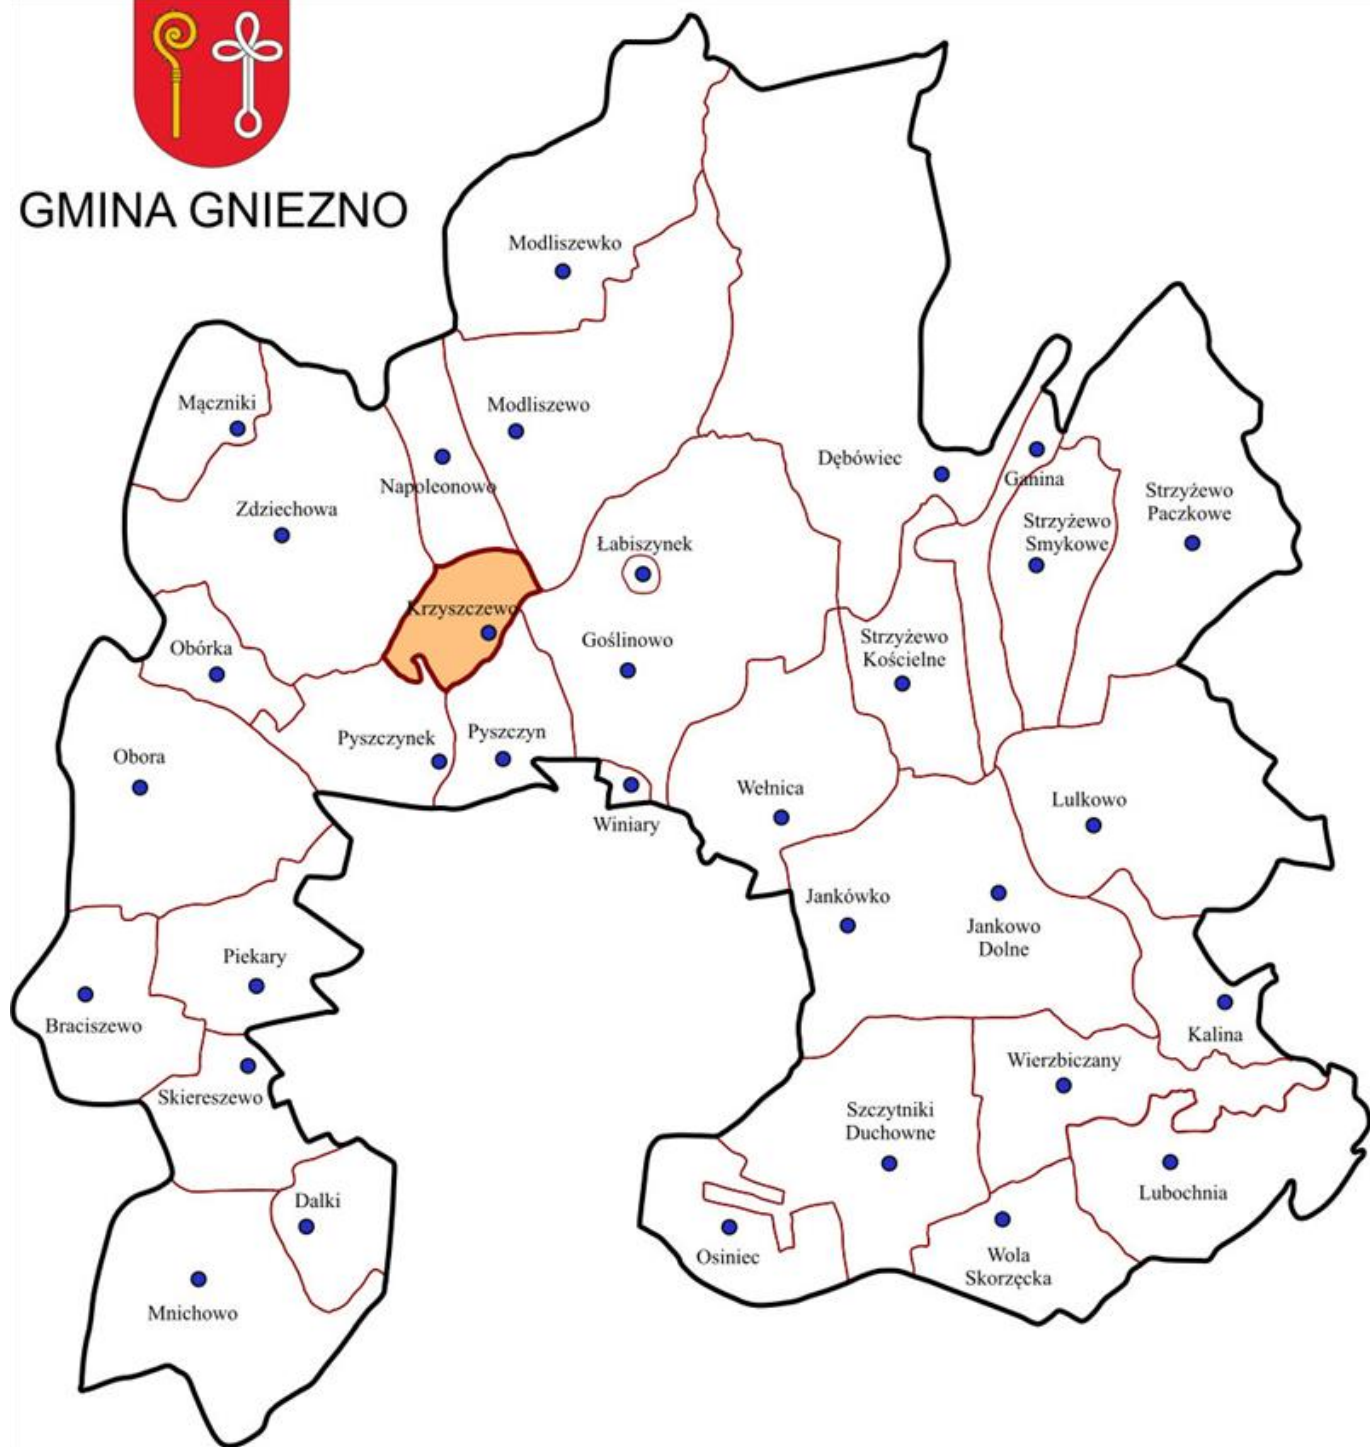 GMINA GNIEZNO
Modliszewko
Mączniki
Modliszewo
Napoleonowo
Zdziechowa
Dębówiec
Ganina
Strzyżewo
Paczkowe
Strzyżewo
Smykowe
Łabiszynek
Krzyszczewo
Goślinowo
Strzyżewo
Kościelne
Obórka
Pyszczynek
Pyszczyn
Obora
Winiary
Wełnica
Lulkowo
Jankówko
Jankowo
Dolne
Piekary
Braciszewo
Kalina
Skiereszewo
Wierzbiczany
Szczytniki
Duchowne
Lubochnia
Dalki
Osiniec
Wola
Skorzęcka
Mnichowo